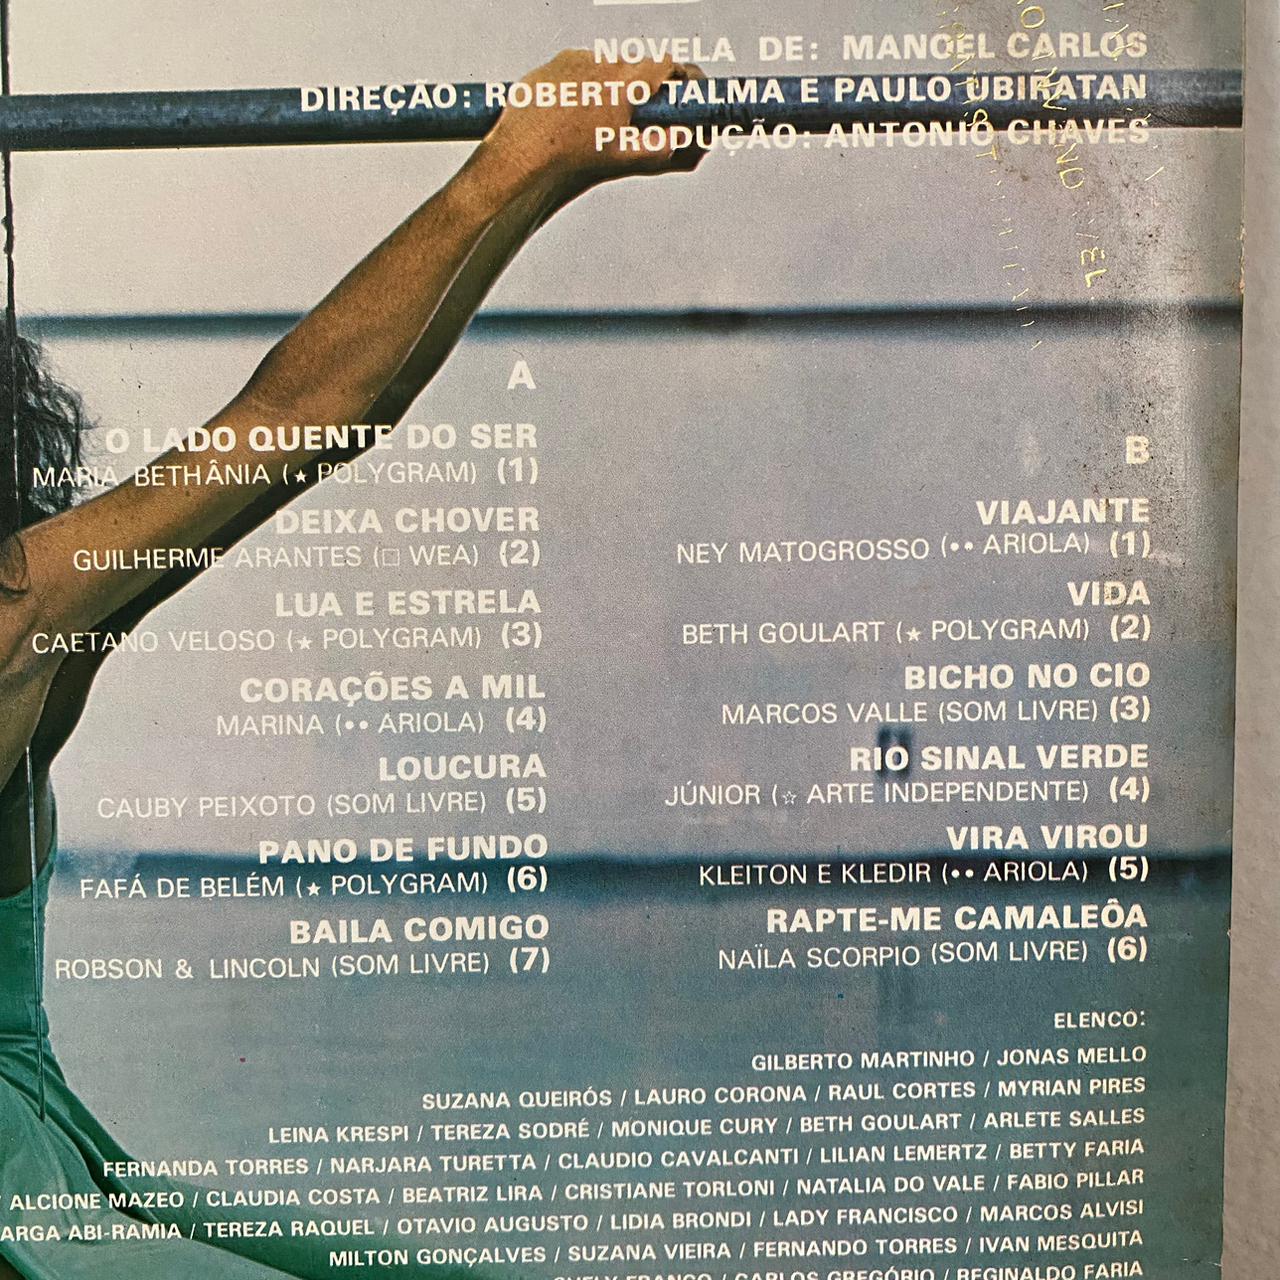 NOVELA DE: MANOEL CARLOS
DIREÇÃO: ROBERTO TALMA E PAULO UBIRATAN
PRODUÇÃO: ANTONIO CHAVES
A
O LADO QUENTE DO SER
MARIA BETHÂNIA (★ POLYGRAM) (1)
DEIXA CHOVER
GUILHERME ARANTES (□ WEA) (2)
LUA E ESTRELA
CAETANO VELOSO (★ POLYGRAM) (3)
CORAÇÕES A MIL
MARINA (•• ARIOLA) (4)
LOUCURA
CAUBY PEIXOTO (SOM LIVRE) (5)
PANO DE FUNDO
FAFÁ DE BELÉM (★ POLYGRAM) (6)
BAILA COMIGO
ROBSON & LINCOLN (SOM LIVRE) (7)
B
VIAJANTE
NEY MATOGROSSO (•• ARIOLA) (1)
VIDA
BETH GOULART (★ POLYGRAM) (2)
BICHO NO CIO
MARCOS VALLE (SOM LIVRE) (3)
RIO SINAL VERDE
JÚNIOR (☆ ARTE INDEPENDENTE) (4)
VIRA VIROU
KLEITON E KLEDIR (•• ARIOLA) (5)
RAPTE-ME CAMALEÔA
NAÏLA SCORPIO (SOM LIVRE) (6)
ELENCO:
GILBERTO MARTINHO / JONAS MELLO
SUZANA QUEIRÓS / LAURO CORONA / RAUL CORTES / MYRIAN PIRES
LEINA KRESPI / TEREZA SODRÉ / MONIQUE CURY / BETH GOULART / ARLETE SALLES
FERNANDA TORRES / NARJARA TURETTA / CLAUDIO CAVALCANTI / LILIAN LEMERTZ / BETTY FARIA
/ ALCIONE MAZEO / CLAUDIA COSTA / BEATRIZ LIRA / CRISTIANE TORLONI / NATALIA DO VALE / FABIO PILLAR
ARGA ABI-RAMIA / TEREZA RAQUEL / OTAVIO AUGUSTO / LIDIA BRONDI / LADY FRANCISCO / MARCOS ALVISI
MILTON GONÇALVES / SUZANA VIEIRA / FERNANDO TORRES / IVAN MESQUITA
SUELY FRANCO / CARLOS GREGÓRIO / REGINALDO FARIA